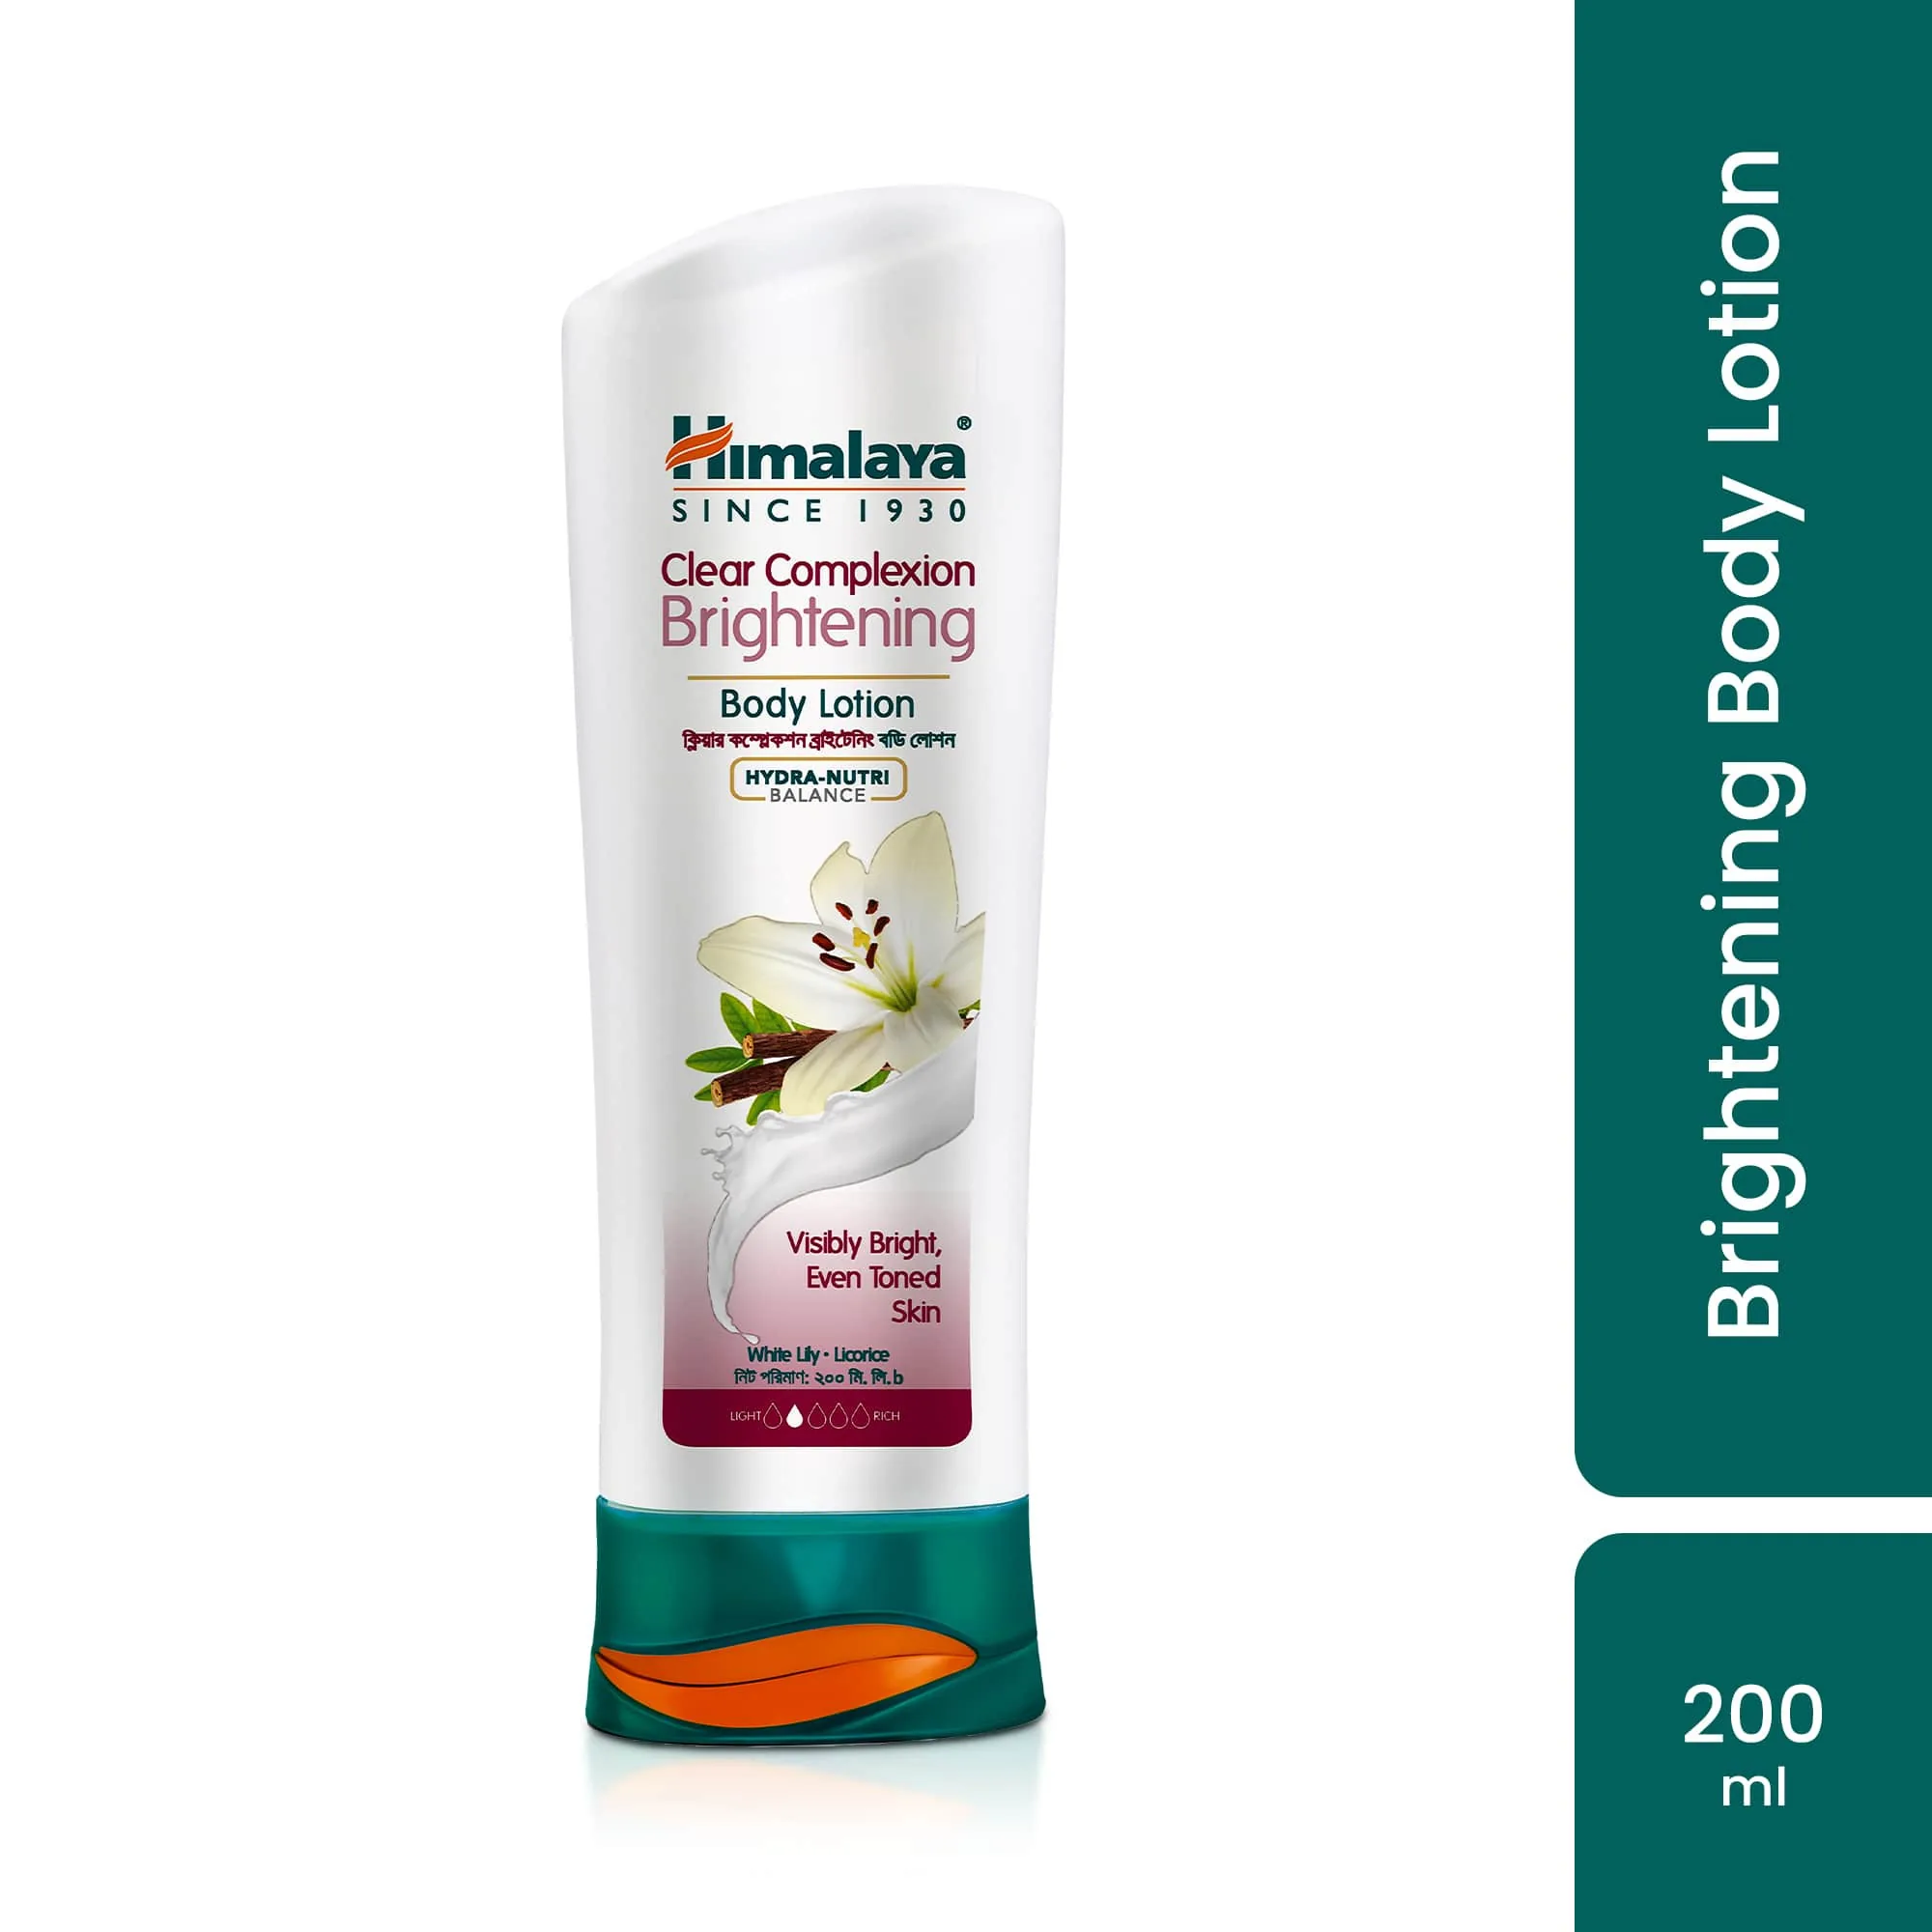 Himalaya®
SINCE 1930
Clear Complexion
Brightening
Body Lotion
ক্লিয়ার কমপ্লেকশন ব্রাইটেনিং বডি লোশন
HYDRA-NUTRI
BALANCE
Visibly Bright,
Even Toned
Skin
White Lily • Licorice
নিট পরিমাণ: ২০০ মি. লি.b
LIGHT RICH
Brightening Body Lotion
200
ml